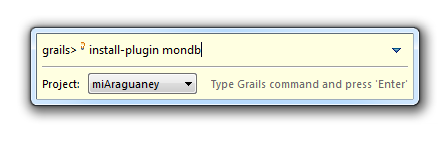 grails> install-plugin mondb
Project: miAraguaney Type Grails command and press 'Enter'